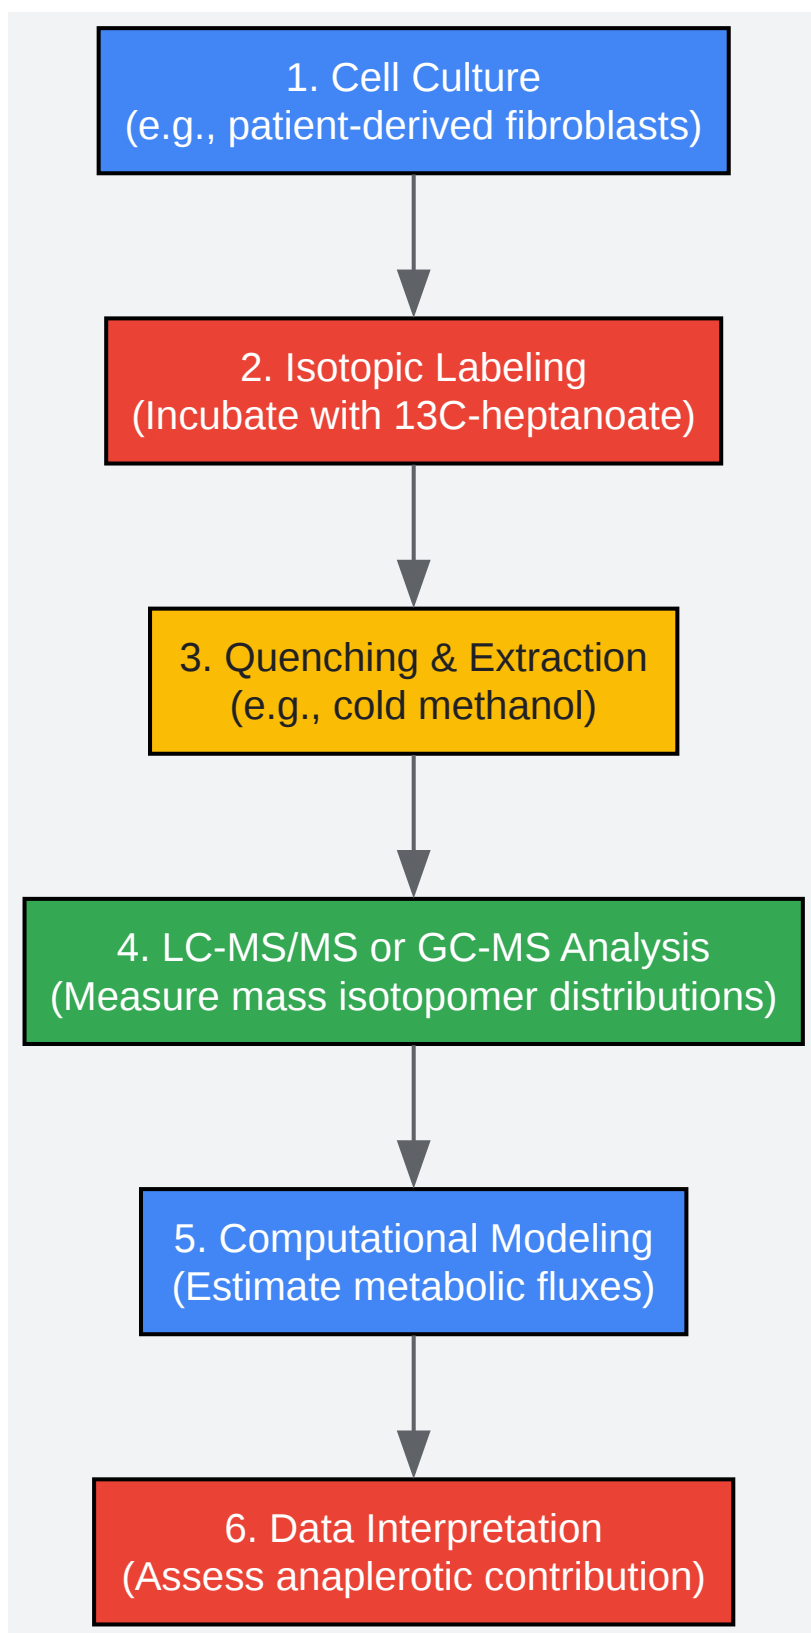 1. Cell Culture
(e.g., patient-derived fibroblasts)
2. Isotopic Labeling
(Incubate with 13C-heptanoate)
3. Quenching & Extraction
(e.g., cold methanol)
4. LC-MS/MS or GC-MS Analysis
(Measure mass isotopomer distributions)
5. Computational Modeling
(Estimate metabolic fluxes)
6. Data Interpretation
(Assess anaplerotic contribution)